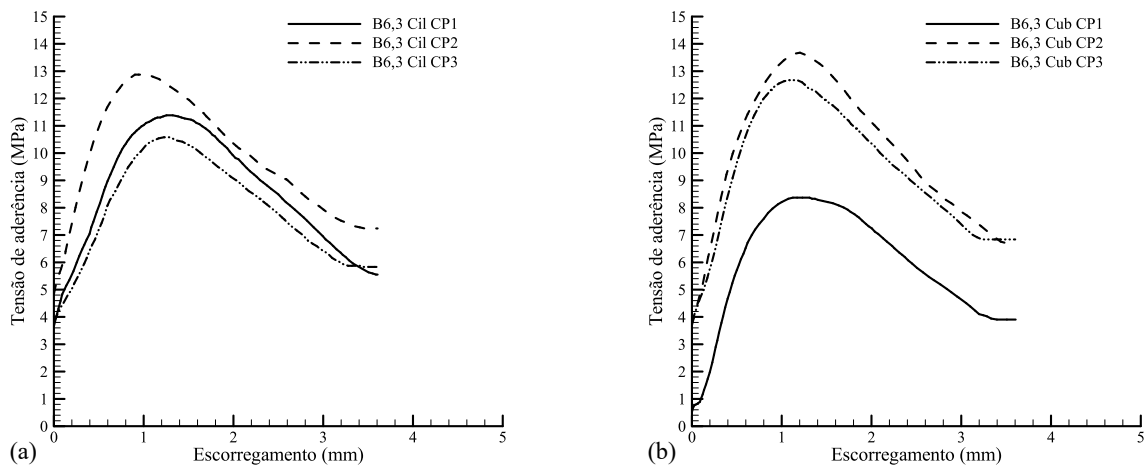 15
14
13
12
11
10
9
8
7
6
5
4
3
2
1
0
Tensão de aderência (MPa)
B6,3 Cil CP1
B6,3 Cil CP2
B6,3 Cil CP3
0 1 2 3 4 5
Escorregamento (mm)
(a)
15
14
13
12
11
10
9
8
7
6
5
4
3
2
1
0
Tensão de aderência (MPa)
B6,3 Cub CP1
B6,3 Cub CP2
B6,3 Cub CP3
0 1 2 3 4 5
Escorregamento (mm)
(b)